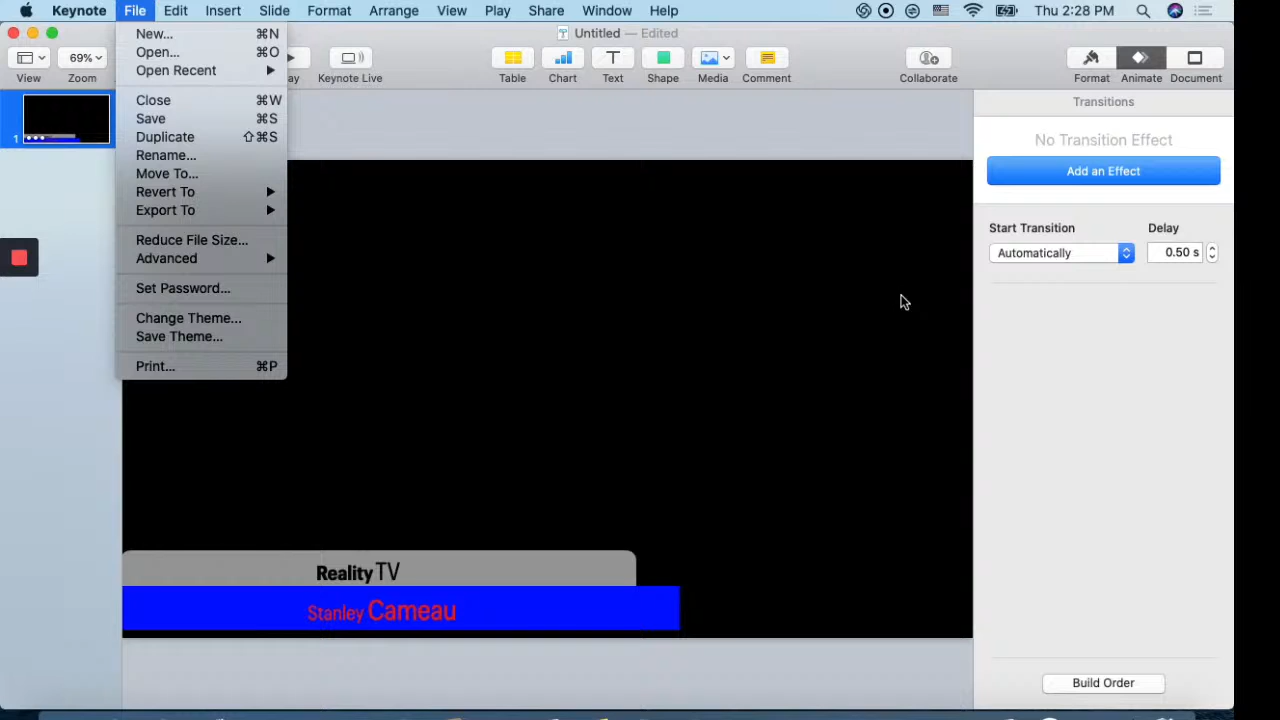 Keynote File Edit Insert Slide Format Arrange View Play Share Window Help Thu 2:28 PM
Untitled — Edited
69%
View Zoom ay Keynote Live Table Chart Text Shape Media Comment Collaborate Format Animate Document
New... ⌘N
Open... ⌘O
Open Recent
Close ⌘W
Save ⌘S
Duplicate ⇧⌘S
Rename...
Move To...
Revert To
Export To
Reduce File Size...
Advanced
Set Password...
Change Theme...
Save Theme...
Print... ⌘P
1
Reality TV
Stanley Cameau
Transitions
No Transition Effect
Add an Effect
Start Transition Delay
Automatically 0.50 s
Build Order